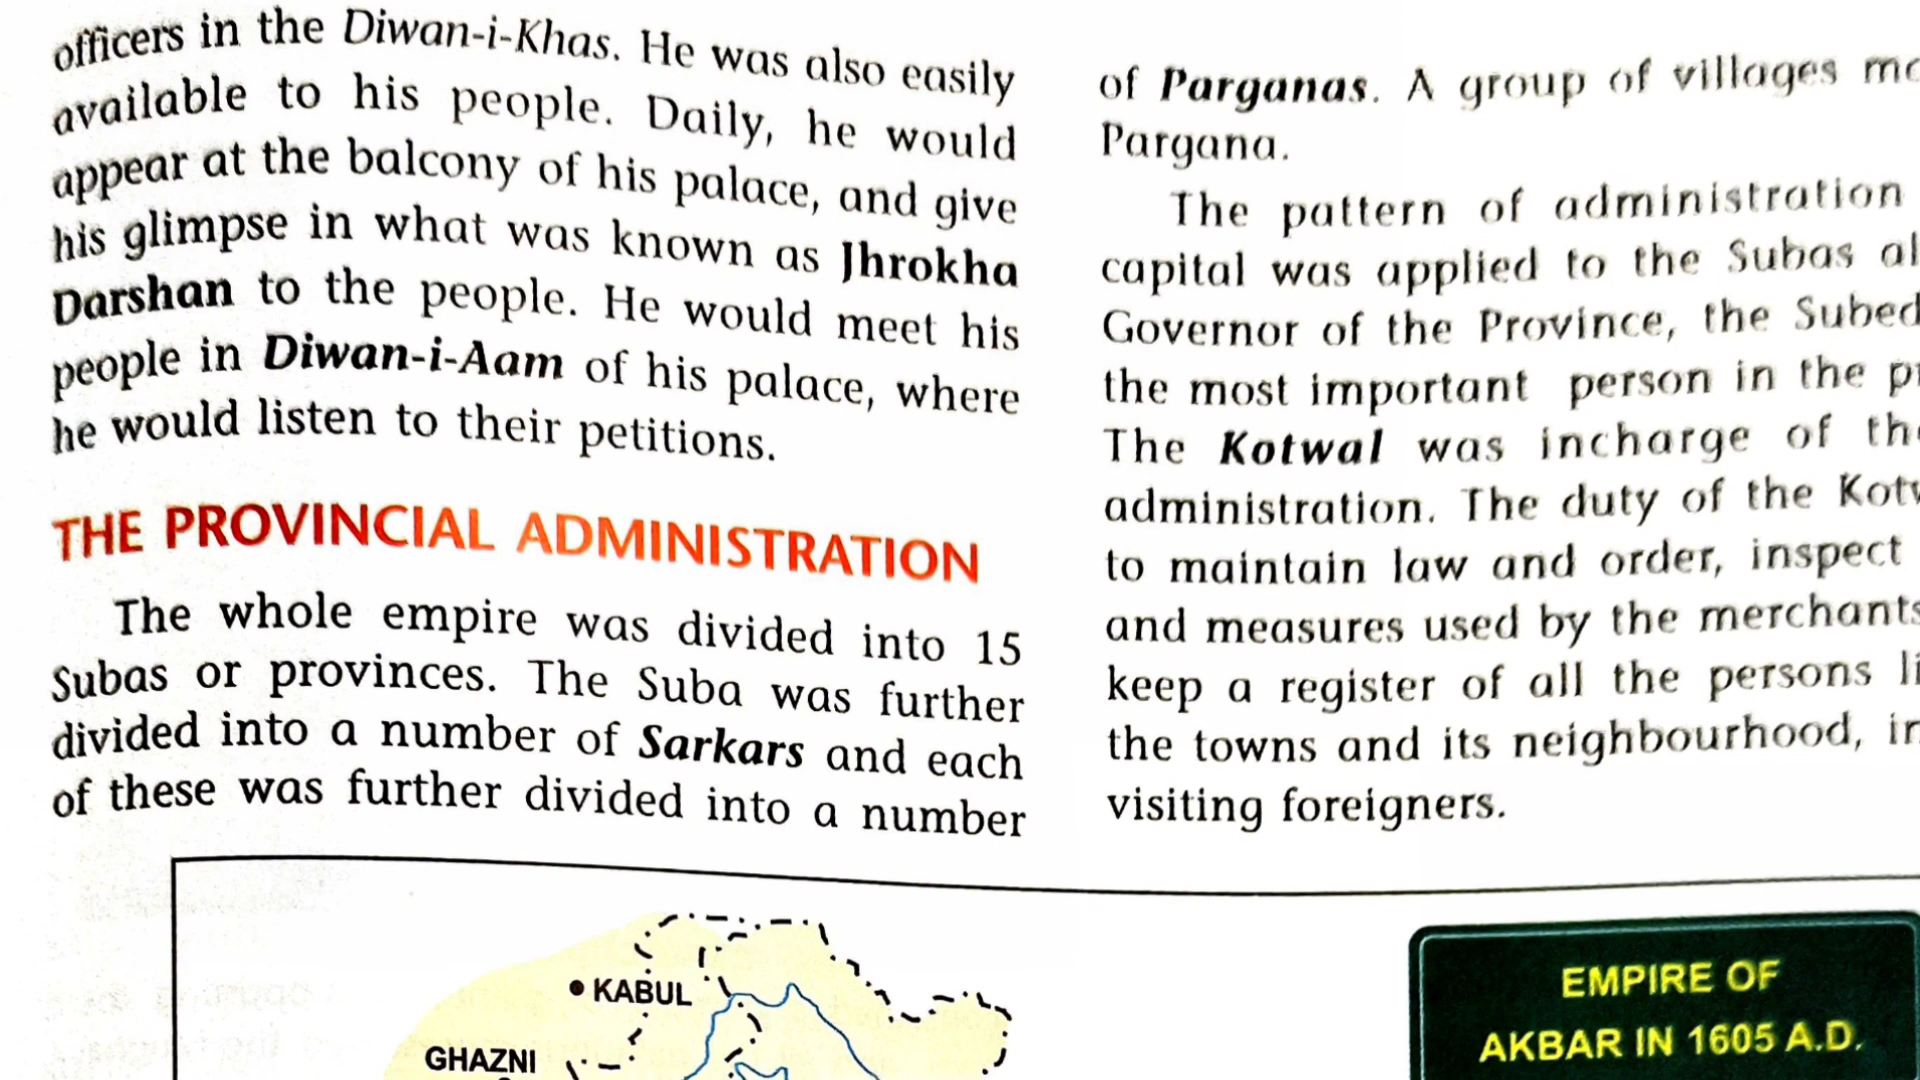 officers in the Diwan-i-Khas. He was also easily
available to his people. Daily, he would
appear at the balcony of his palace, and give
his glimpse in what was known as Jhrokha
Darshan to the people. He would meet his
people in Diwan-i-Aam of his palace, where
he would listen to their petitions.
THE PROVINCIAL ADMINISTRATION
The whole empire was divided into 15
Subas or provinces. The Suba was further
divided into a number of Sarkars and each
of these was further divided into a number
of Parganas. A group of villages
Pargana.
The pattern of administration
capital was applied to the Subas
Governor of the Province, the
the most important person in the
The Kotwal was incharge of
administration. The duty of the
to maintain law and order, inspect
and measures used by the merchants
keep a register of all the persons
the towns and its neighbourhood,
visiting foreigners.
EMPIRE OF
AKBAR IN 1605 A.D.
KABUL
GHAZNI